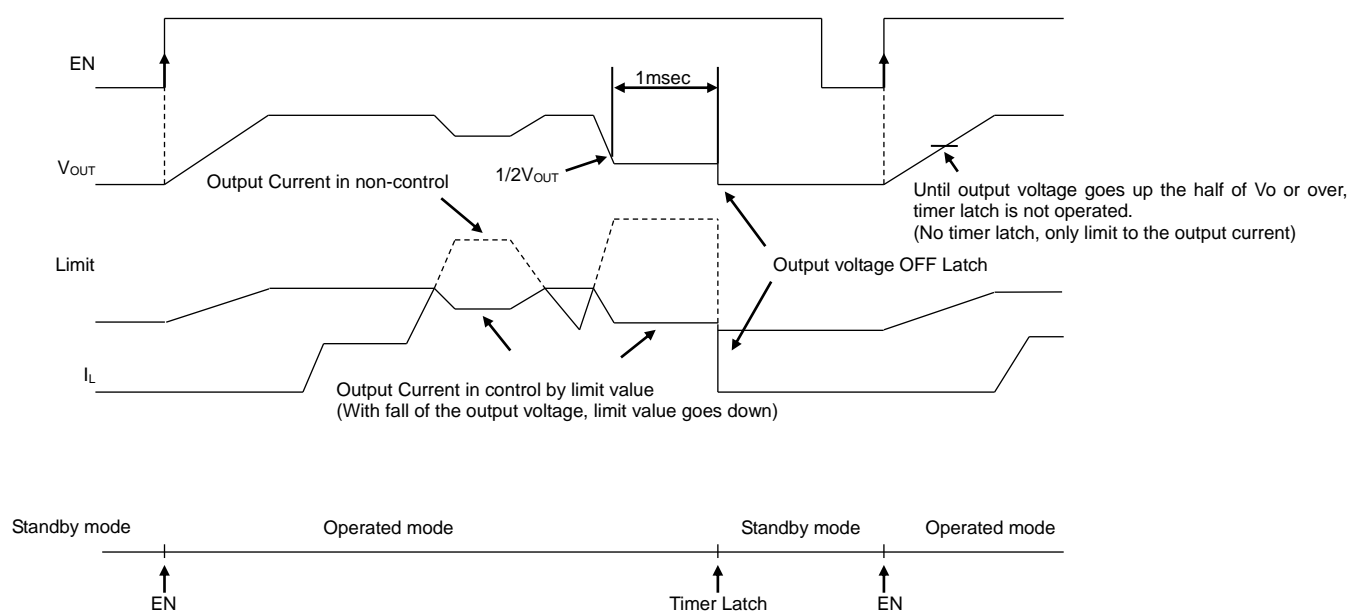 EN
1msec
VOUT
1/2VOUT
Output Current in non-control
Until output voltage goes up the half of Vo or over,
timer latch is not operated.
(No timer latch, only limit to the output current)
Limit
Output voltage OFF Latch
IL
Output Current in control by limit value
(With fall of the output voltage, limit value goes down)
Standby mode
Operated mode
Standby mode
Operated mode
EN
Timer Latch
EN